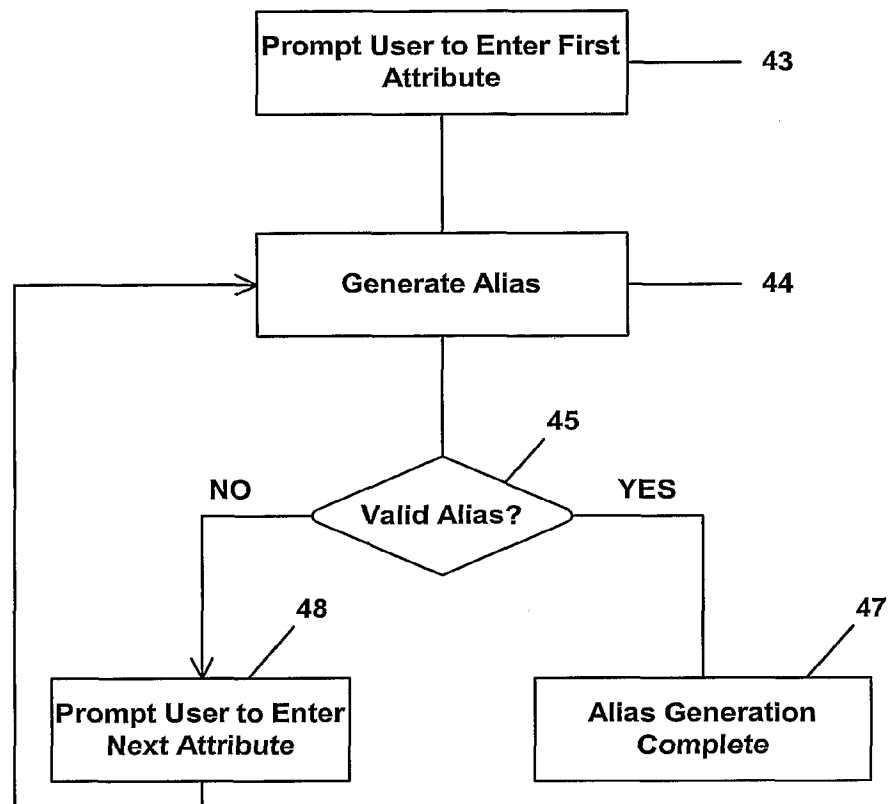 Prompt User to Enter First
Attribute
43
Generate Alias
44
45
NO
Valid Alias?
YES
48
47
Prompt User to Enter
Next Attribute
Alias Generation
Complete